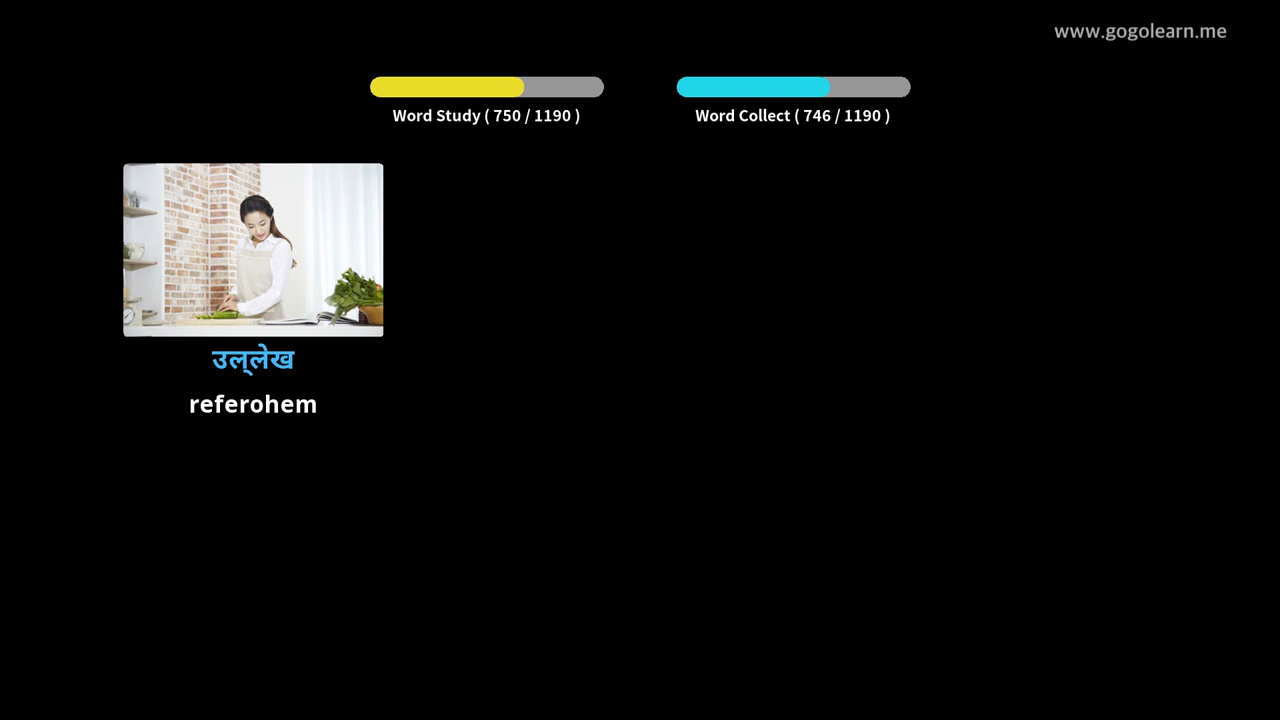 www.gogolearn.me
Word Study ( 750 / 1190 )
Word Collect ( 746 / 1190 )
उल्लेख
referohem